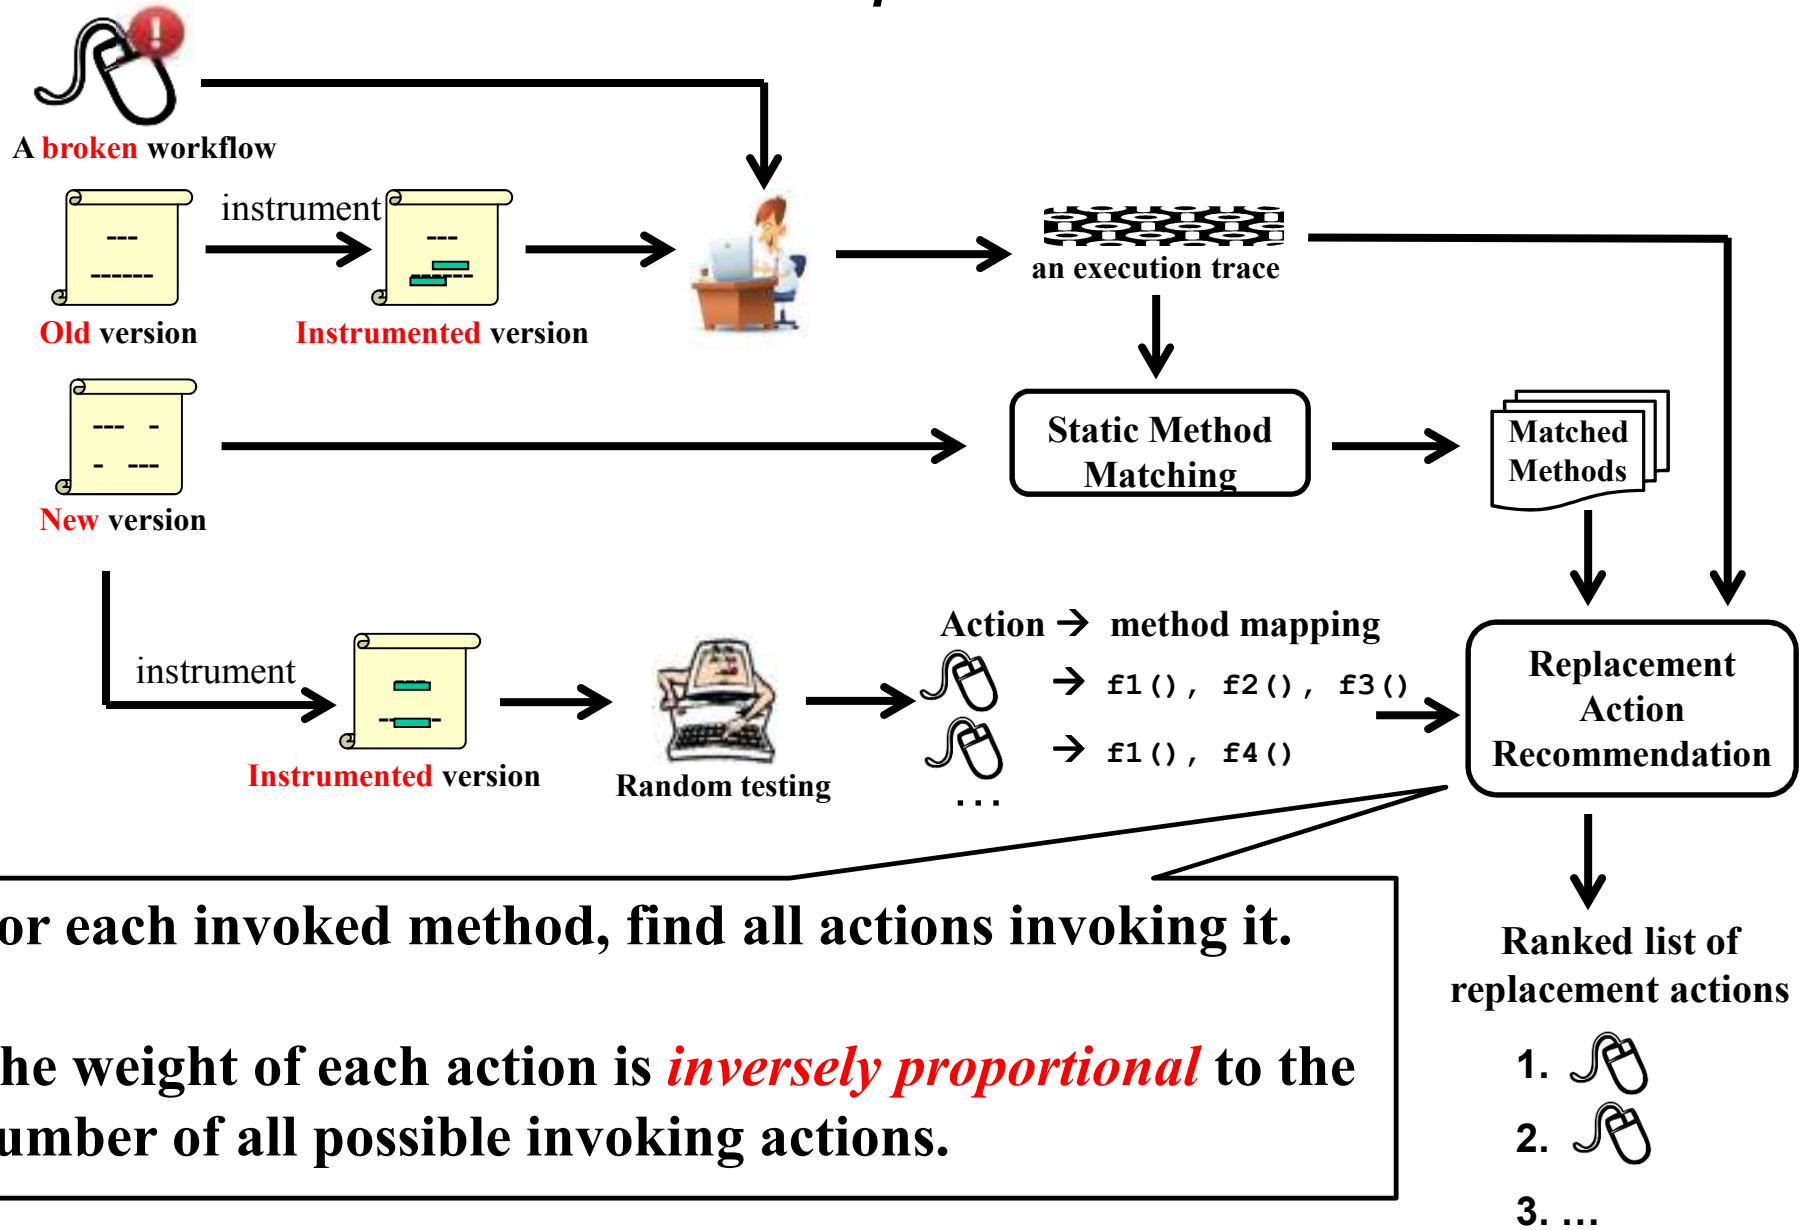 A broken workflow
instrument
Old version
Instrumented version
an execution trace
New version
Static Method
Matching
Matched
Methods
instrument
Instrumented version
Random testing
Action → method mapping
→ f1(), f2(), f3()
→ f1(), f4()
...
Replacement
Action
Recommendation
or each invoked method, find all actions invoking it.
he weight of each action is inversely proportional to the
umber of all possible invoking actions.
Ranked list of
replacement actions
1.
2.
3. ...